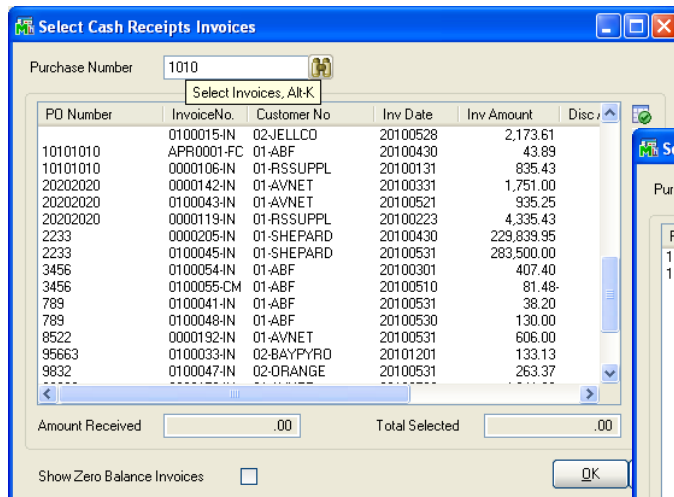 Select Cash Receipts Invoices
Purchase Number 1010
Select Invoices, Alt-K
PO Number InvoiceNo. Customer No Inv Date Inv Amount Disc
0100015-IN 02-JELLCO 20100528 2,173.61
10101010 APR0001-FC 01-ABF 20100430 43.89
10101010 0000106-IN 01-RSSUPPL 20100131 835.43
20202020 0000142-IN 01-AVNET 20100331 1,751.00
20202020 0100043-IN 01-AVNET 20100521 935.25
20202020 0000119-IN 01-RSSUPPL 20100223 4,335.43
2233 0000205-IN 01-SHEPARD 20100430 229,839.95
2233 0100045-IN 01-SHEPARD 20100531 283,500.00
3456 0100054-IN 01-ABF 20100301 407.40
3456 0100055-CM 01-ABF 20100510 81.48-
789 0100041-IN 01-ABF 20100531 38.20
789 0100048-IN 01-ABF 20100530 130.00
8522 0000192-IN 01-AVNET 20100531 606.00
95663 0100033-IN 02-BAYPYRO 20101201 133.13
9832 0100047-IN 02-ORANGE 20100531 263.37
Amount Received .00 Total Selected .00
Show Zero Balance Invoices
OK
Se
Pur
1
1